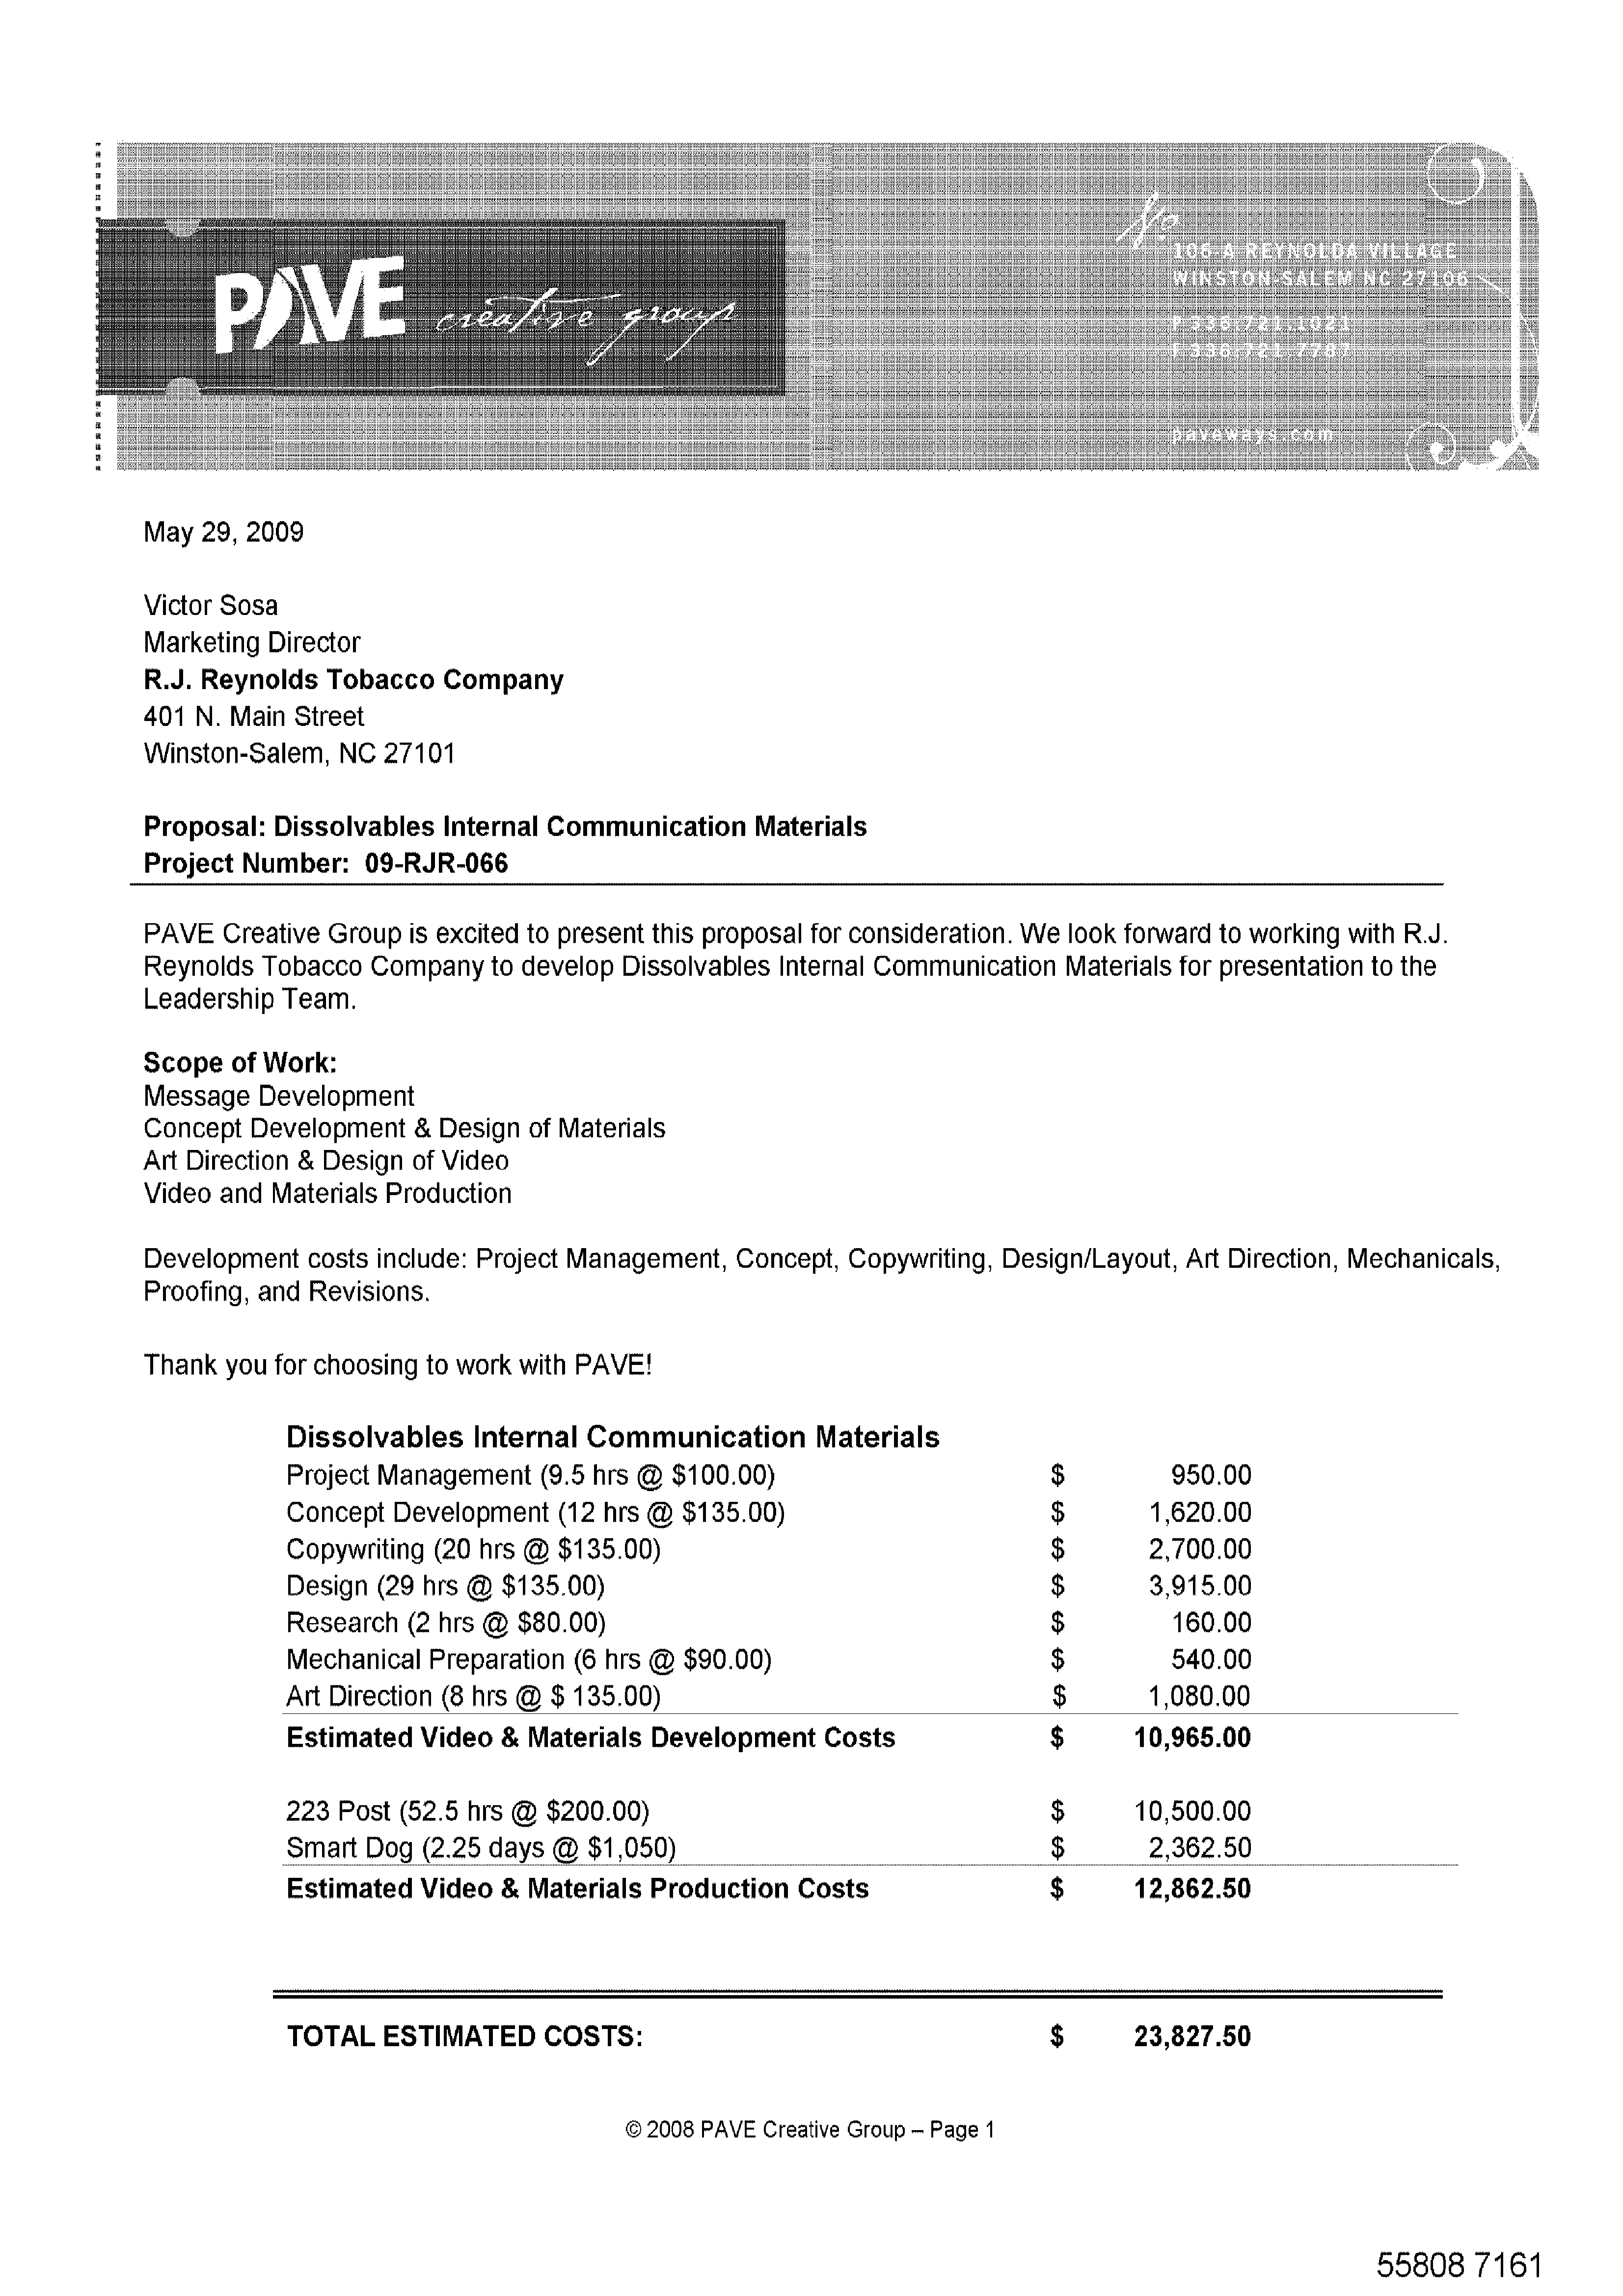 PAVE creative group
106-A REYNOLDA VILLAGE
WINSTON-SALEM NC 27106
P 336.721.1021
F 336.721.7787
paveways.com
May 29, 2009
Victor Sosa
Marketing Director
R.J. Reynolds Tobacco Company
401 N. Main Street
Winston-Salem, NC 27101
Proposal: Dissolvables Internal Communication Materials
Project Number:  09-RJR-066
PAVE Creative Group is excited to present this proposal for consideration. We look forward to working with R.J.
Reynolds Tobacco Company to develop Dissolvables Internal Communication Materials for presentation to the
Leadership Team.
Scope of Work:
Message Development
Concept Development & Design of Materials
Art Direction & Design of Video
Video and Materials Production
Development costs include: Project Management, Concept, Copywriting, Design/Layout, Art Direction, Mechanicals,
Proofing, and Revisions.
Thank you for choosing to work with PAVE!
Dissolvables Internal Communication Materials
Project Management (9.5 hrs @ $100.00) $ 950.00
Concept Development (12 hrs @ $135.00) $ 1,620.00
Copywriting (20 hrs @ $135.00) $ 2,700.00
Design (29 hrs @ $135.00) $ 3,915.00
Research (2 hrs @ $80.00) $ 160.00
Mechanical Preparation (6 hrs @ $90.00) $ 540.00
Art Direction (8 hrs @ $ 135.00) $ 1,080.00
Estimated Video & Materials Development Costs $ 10,965.00
223 Post (52.5 hrs @ $200.00) $ 10,500.00
Smart Dog (2.25 days @ $1,050) $ 2,362.50
Estimated Video & Materials Production Costs $ 12,862.50
TOTAL ESTIMATED COSTS: $ 23,827.50
© 2008 PAVE Creative Group – Page 1
55808 7161